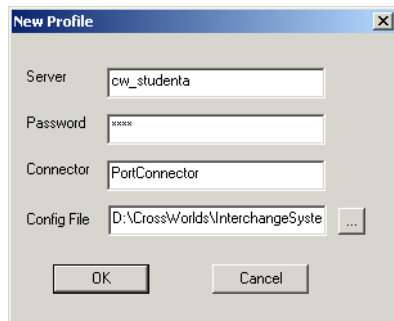 New Profile
Server cw_studenta
Password ××××
Connector PortConnector
Config File D:\CrossWorlds\InterchangeSyste ...
OK Cancel